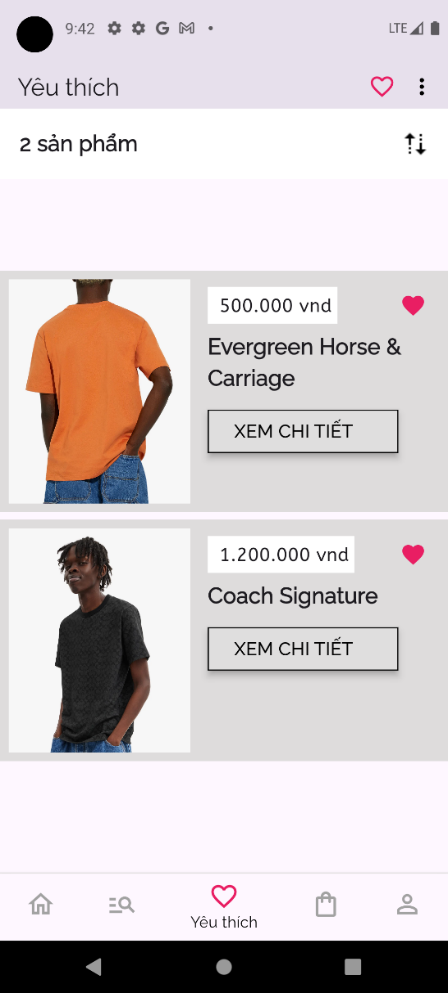 9:42
LTE
Yêu thích
2 sản phẩm
500.000 vnd
Evergreen Horse &
Carriage
XEM CHI TIẾT
1.200.000 vnd
Coach Signature
XEM CHI TIẾT
Yêu thích